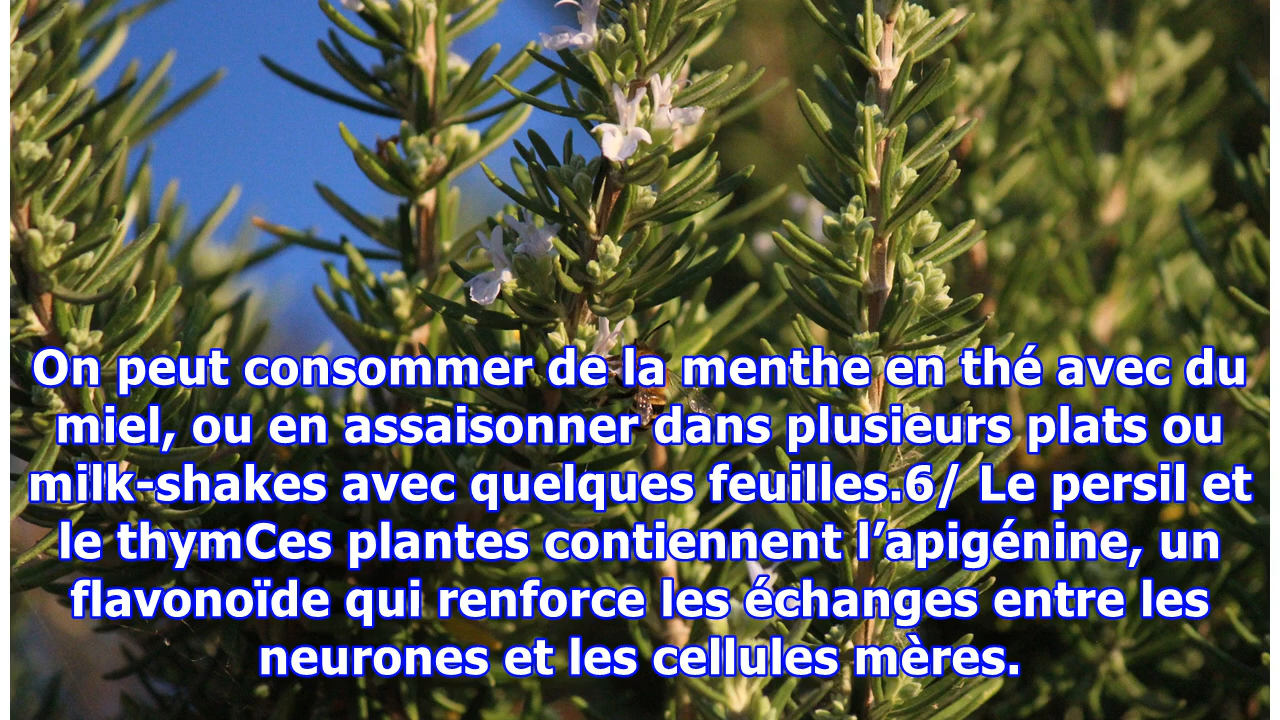 On peut consommer de la menthe en thé avec du
miel, ou en assaisonner dans plusieurs plats ou
milk-shakes avec quelques feuilles.6/ Le persil et
le thymCes plantes contiennent l’apigénine, un
flavonoïde qui renforce les échanges entre les
neurones et les cellules mères.